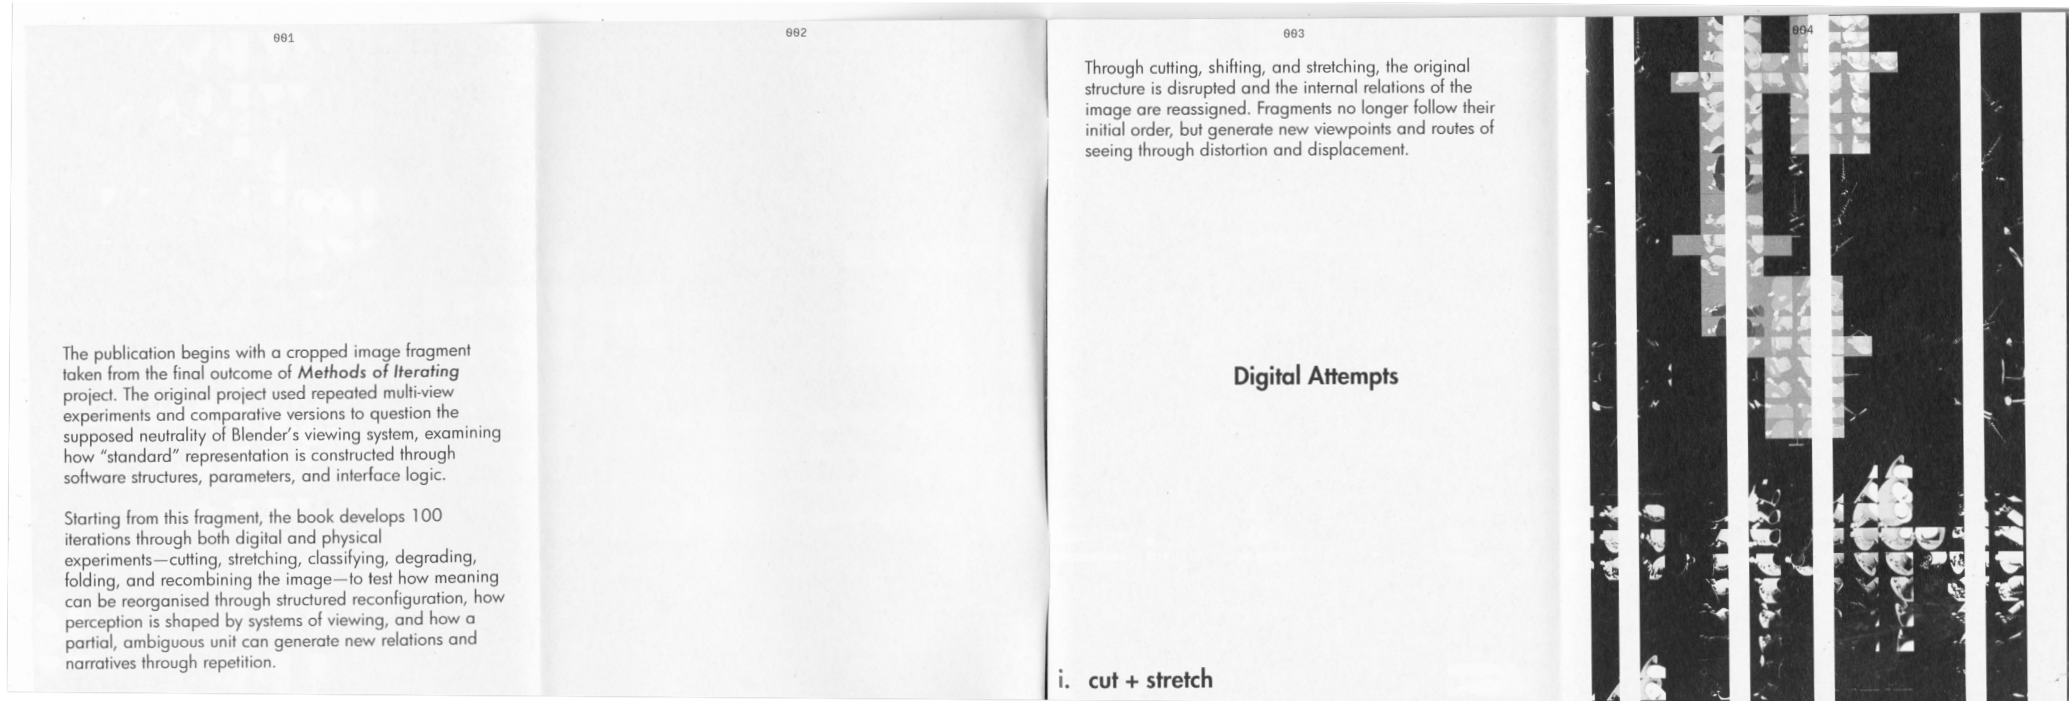 001
The publication begins with a cropped image fragment
taken from the final outcome of Methods of Iterating
project. The original project used repeated multi-view
experiments and comparative versions to question the
supposed neutrality of Blender's viewing system, examining
how "standard" representation is constructed through
software structures, parameters, and interface logic.
Starting from this fragment, the book develops 100
iterations through both digital and physical
experiments—cutting, stretching, classifying, degrading,
folding, and recombining the image—to test how meaning
can be reorganised through structured reconfiguration, how
perception is shaped by systems of viewing, and how a
partial, ambiguous unit can generate new relations and
narratives through repetition.
002
003
Through cutting, shifting, and stretching, the original
structure is disrupted and the internal relations of the
image are reassigned. Fragments no longer follow their
initial order, but generate new viewpoints and routes of
seeing through distortion and displacement.
Digital Attempts
i. cut + stretch
004